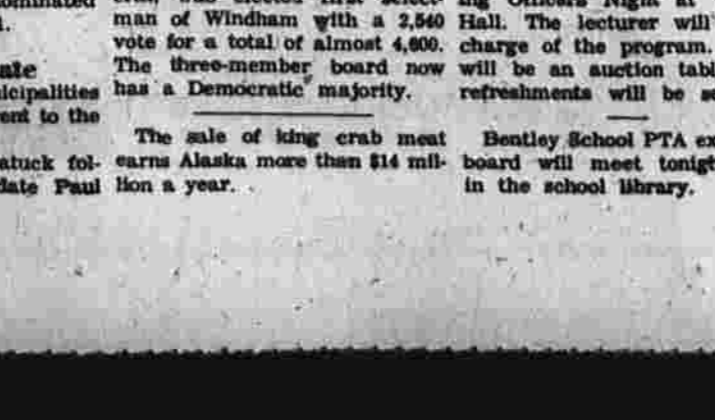 l.
ate
icipalities
ent to the
atuck fol-
date Paul
man of Windham with a 2,540
vote for a total of almost 4,600.
The three-member board now
has a Democratic majority.
The sale of king crab meat
earns Alaska more than $14 mil-
lion a year.
Hall. The lecturer will
charge of the program.
will be an auction tabl
refreshments will be se
Bentley School PTA ex
board will meet tonigt
in the school library.